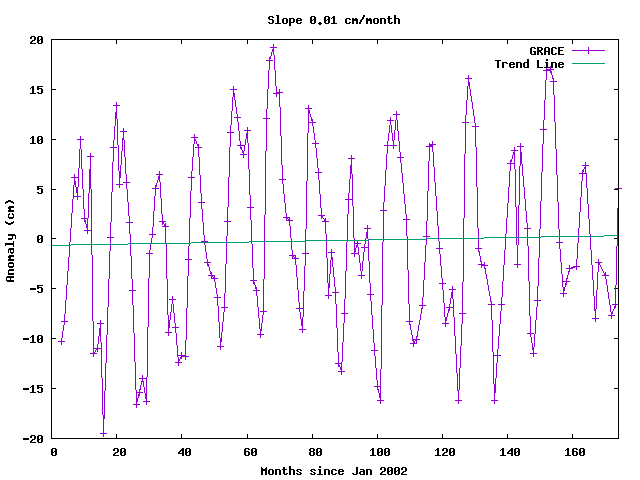 Slope 0.01 cm/month
GRACE
Trend Line
20
15
10
5
0
-5
-10
-15
-20
Anomaly (cm)
0 20 40 60 80 100 120 140 160
Months since Jan 2002